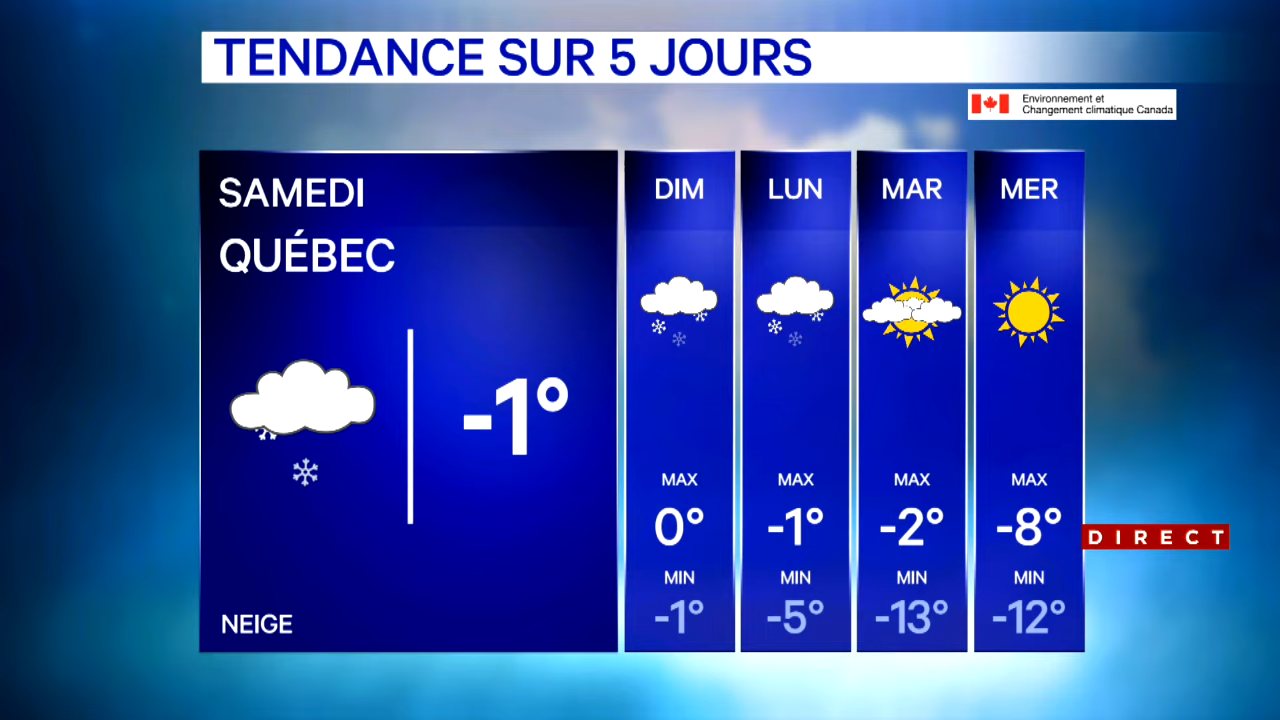 TENDANCE SUR 5 JOURS
Environnement et
Changement climatique Canada
SAMEDI
QUÉBEC
-1°
NEIGE
DIM
MAX
0°
MIN
-1°
LUN
MAX
-1°
MIN
-5°
MAR
MAX
-2°
MIN
-13°
MER
MAX
-8°
MIN
-12°
DIRECT